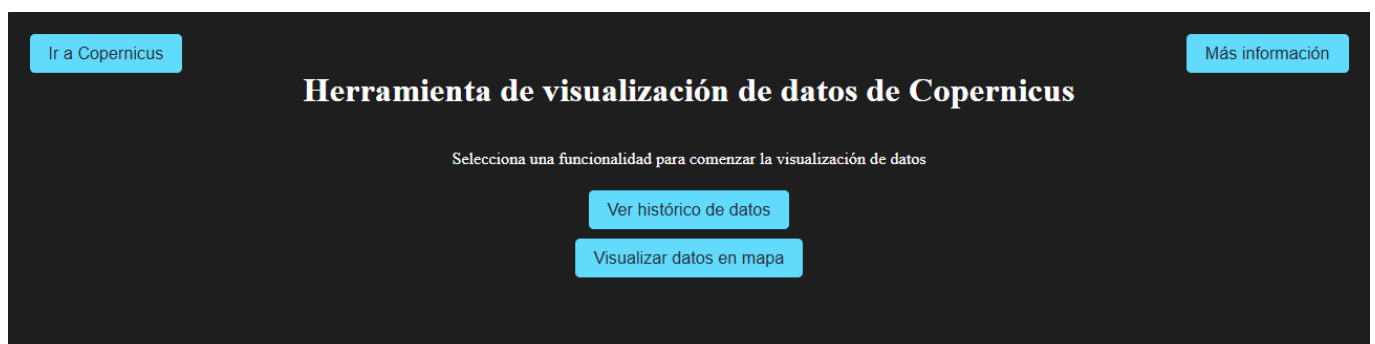 Ir a Copernicus
Más información
Herramienta de visualización de datos de Copernicus
Selecciona una funcionalidad para comenzar la visualización de datos
Ver histórico de datos
Visualizar datos en mapa